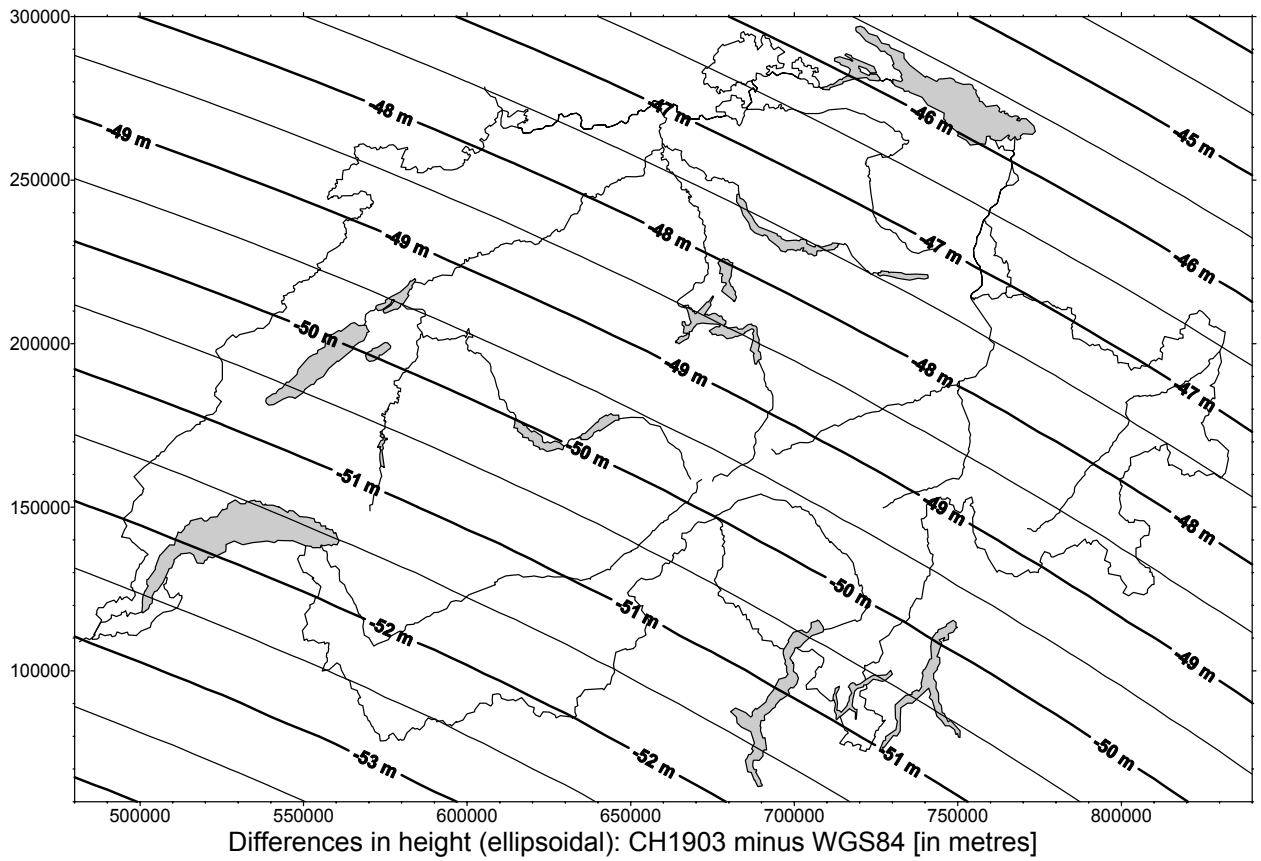 300000
-48 m
-47 m
-46 m
-45 m
-49 m
250000
-49 m
-48 m
-47 m
-46 m
-50 m
200000
-49 m
-48 m
-47 m
-50 m
-51 m
150000
-49 m
-48 m
-50 m
-51 m
-52 m
-49 m
100000
-53 m
-52 m
-51 m
-50 m
500000 550000 600000 650000 700000 750000 800000
Differences in height (ellipsoidal): CH1903 minus WGS84 [in metres]